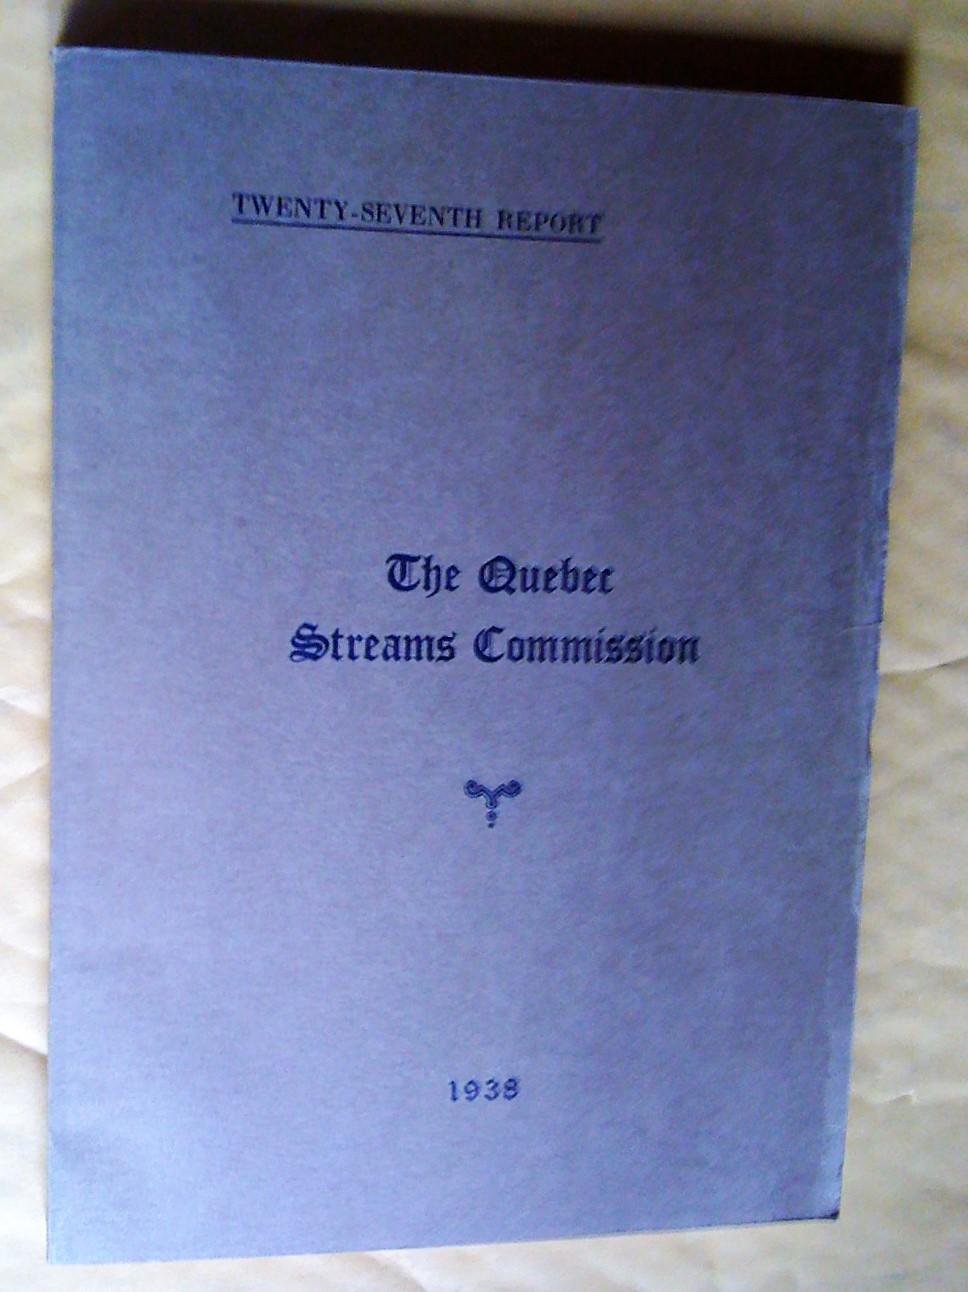 TWENTY-SEVENTH REPORT
The Quebec
Streams Commission
1938